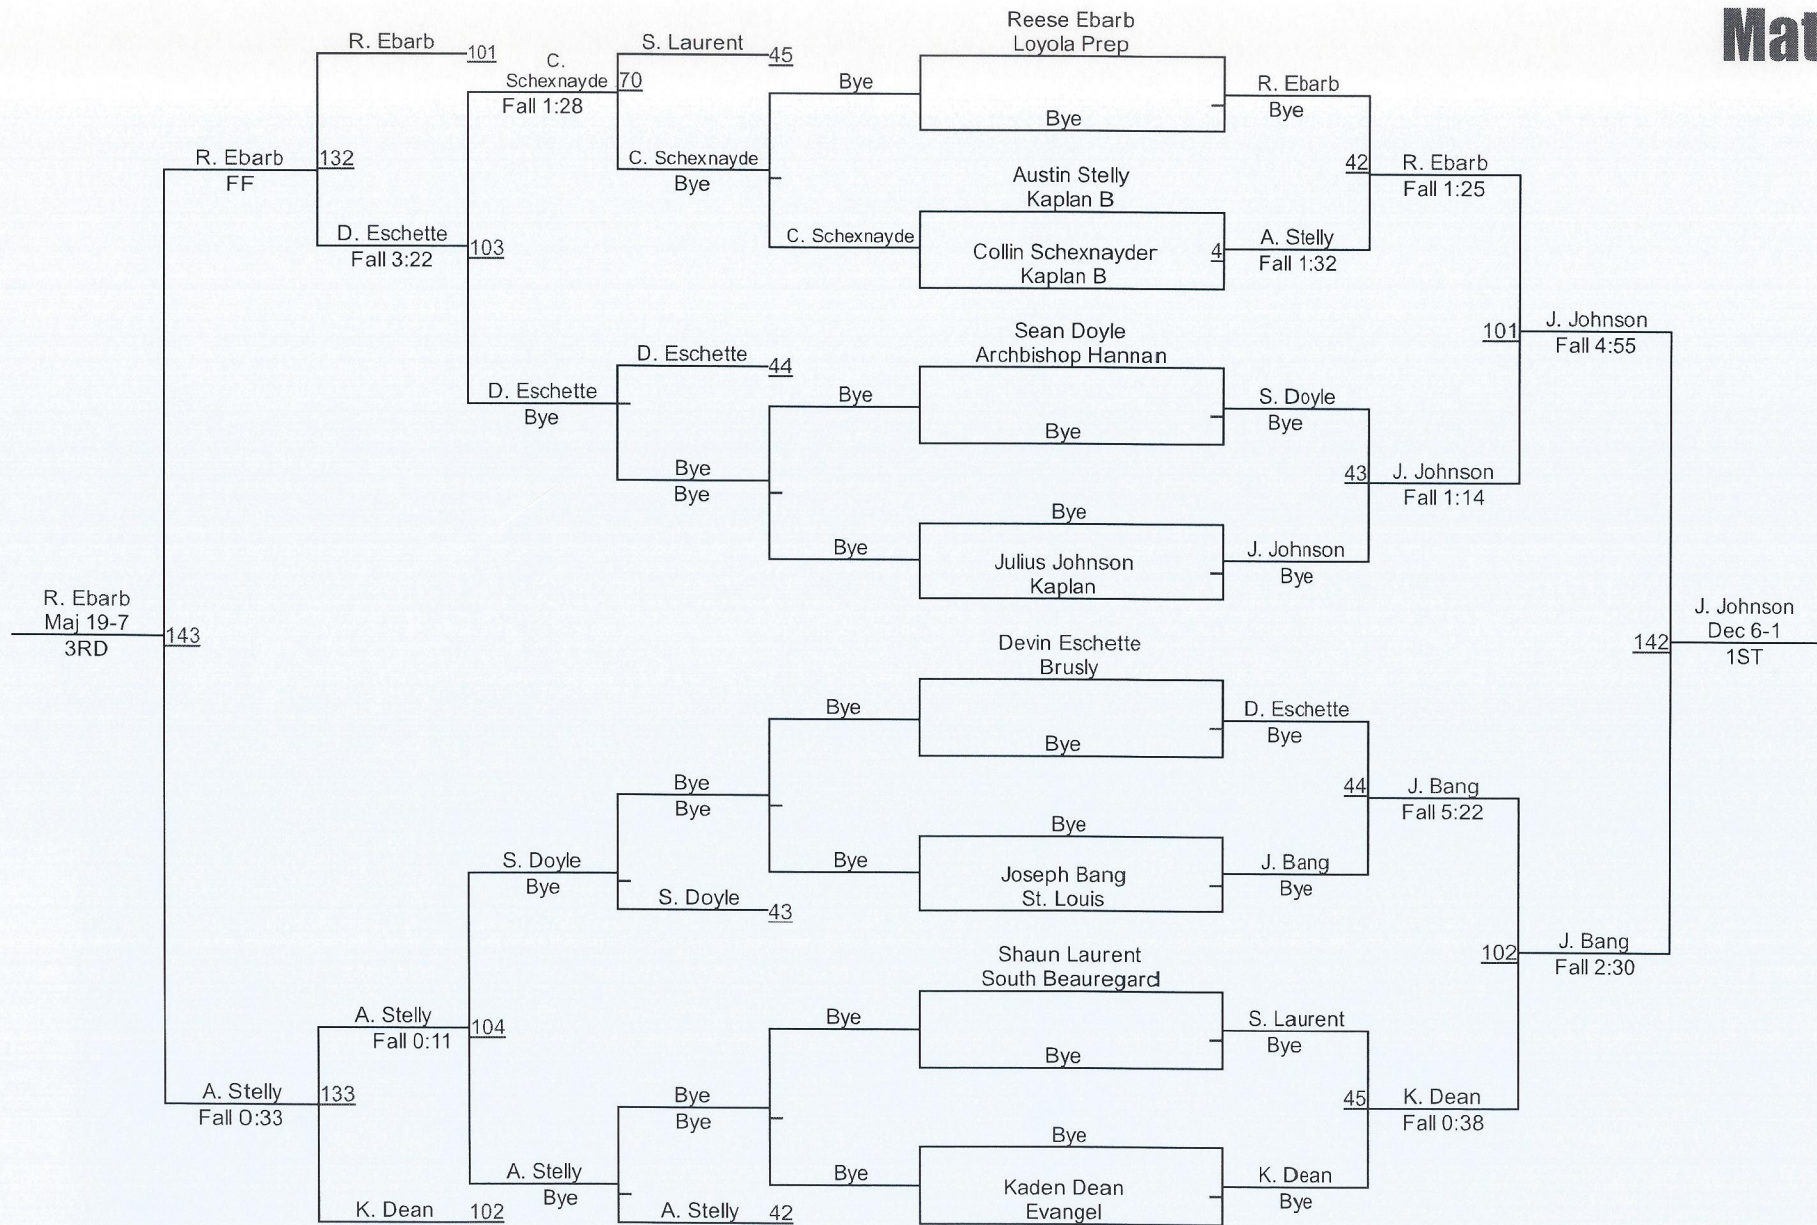 Mat
Reese Ebarb
Loyola Prep
R. Ebarb
101
S. Laurent
45
C.
Schexnayde
70
Fall 1:28
Bye
Bye
R. Ebarb
Bye
R. Ebarb
FF
132
C. Schexnayde
Bye
Austin Stelly
Kaplan B
42
R. Ebarb
Fall 1:25
D. Eschette
Fall 3:22
103
C. Schexnayde
Collin Schexnayder
Kaplan B
4
A. Stelly
Fall 1:32
Sean Doyle
Archbishop Hannan
101
J. Johnson
Fall 4:55
D. Eschette
44
D. Eschette
Bye
Bye
Bye
S. Doyle
Bye
Bye
Bye
43
J. Johnson
Fall 1:14
Bye
Bye
Julius Johnson
Kaplan
J. Johnson
Bye
R. Ebarb
Maj 19-7
3RD
143
Devin Eschette
Brusly
142
J. Johnson
Dec 6-1
1ST
Bye
Bye
D. Eschette
Bye
Bye
Bye
44
J. Bang
Fall 5:22
S. Doyle
Bye
Bye
Bye
Joseph Bang
St. Louis
J. Bang
Bye
S. Doyle
43
Shaun Laurent
South Beauregard
102
J. Bang
Fall 2:30
A. Stelly
Fall 0:11
104
Bye
Bye
S. Laurent
Bye
A. Stelly
Fall 0:33
133
Bye
Bye
45
K. Dean
Fall 0:38
A. Stelly
Bye
Bye
Bye
Kaden Dean
Evangel
K. Dean
Bye
K. Dean
102
A. Stelly
42